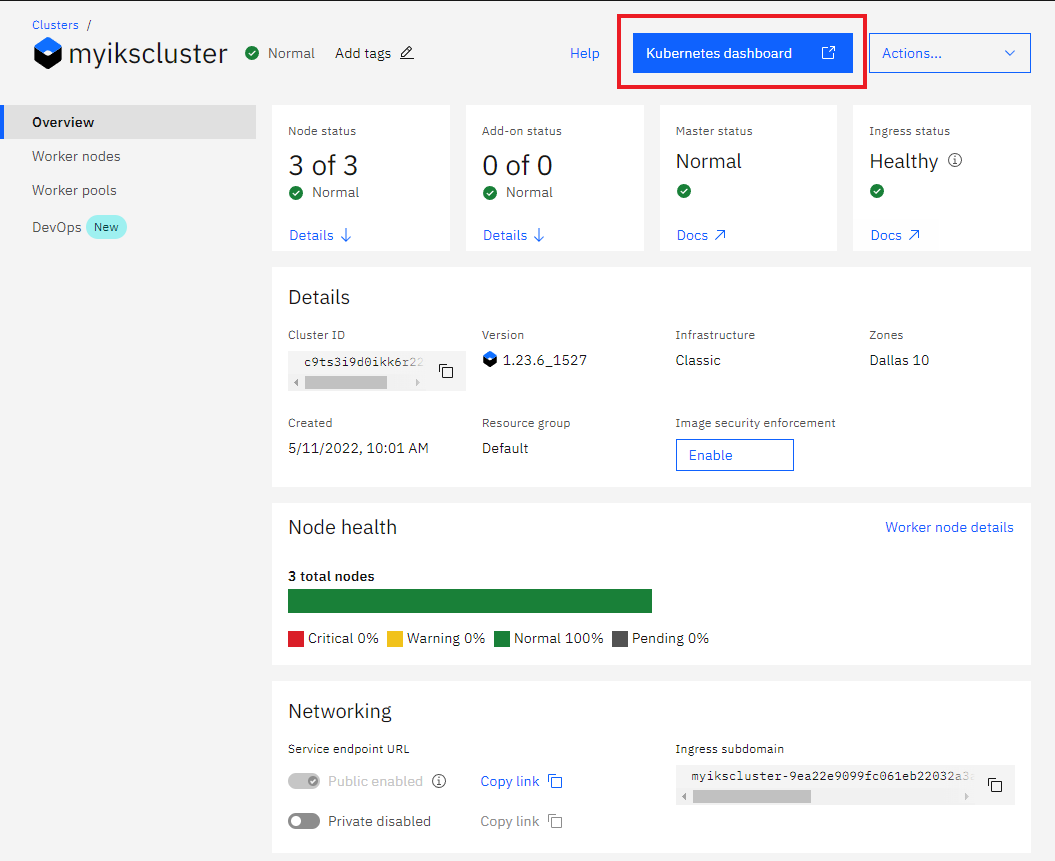 Clusters /
myikscluster Normal Add tags Help Kubernetes dashboard Actions...
Overview
Worker nodes
Worker pools
DevOps New
Node status Add-on status Master status Ingress status
3 of 3 0 of 0 Normal Healthy
Normal Normal
Details Details Docs Docs
Details
Cluster ID Version Infrastructure Zones
c9ts3i9d0ikk6r22 1.23.6_1527 Classic Dallas 10
Created Resource group Image security enforcement
5/11/2022, 10:01 AM Default Enable
Node health Worker node details
3 total nodes
Critical 0% Warning 0% Normal 100% Pending 0%
Networking
Service endpoint URL Ingress subdomain
Public enabled Copy link myikscluster-9ea22e9099fc061eb22032a3
Private disabled Copy link